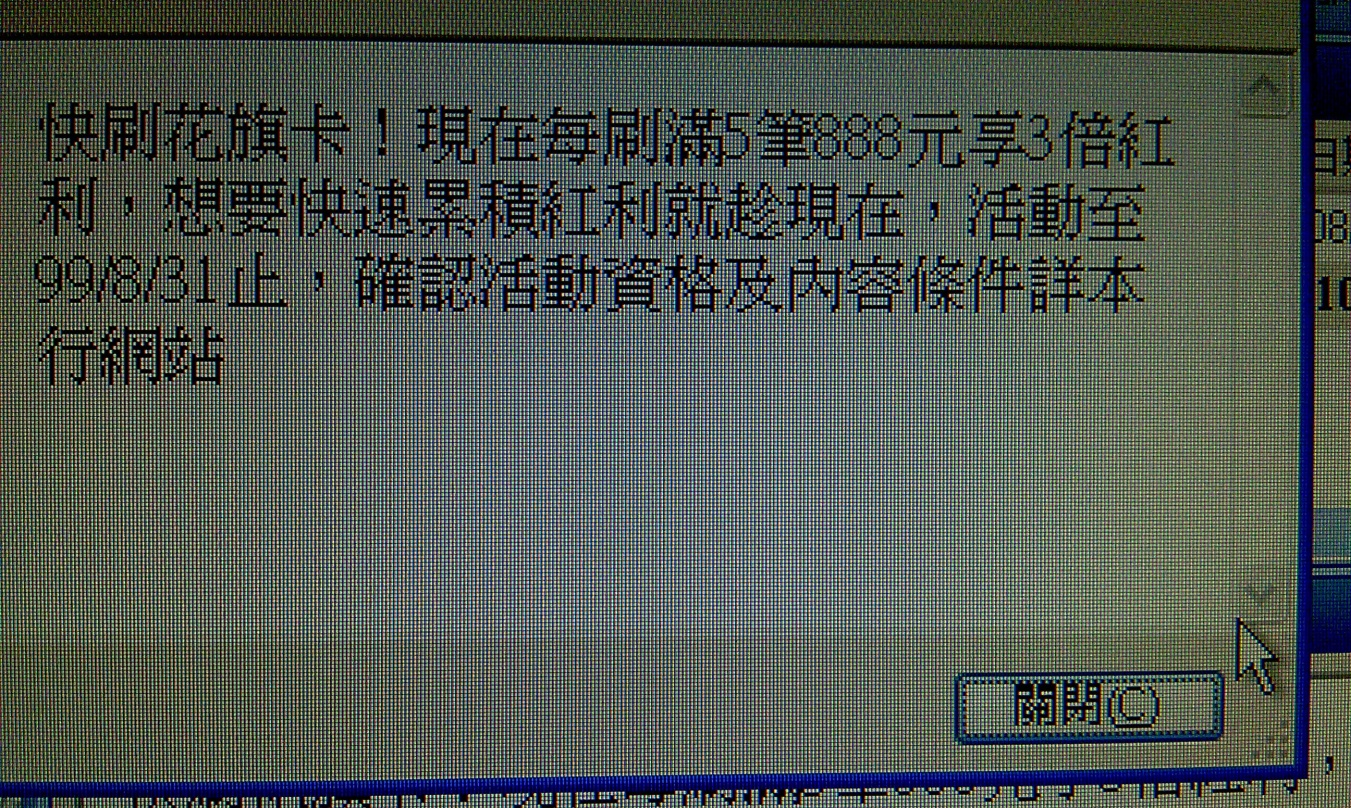 快刷花旗卡！現在每刷滿5筆888元享3倍紅
利，想要快速累積紅利就趁現在，活動至
99/8/31止，確認活動資格及內容條件詳本
行網站
關閉(C)
08
10